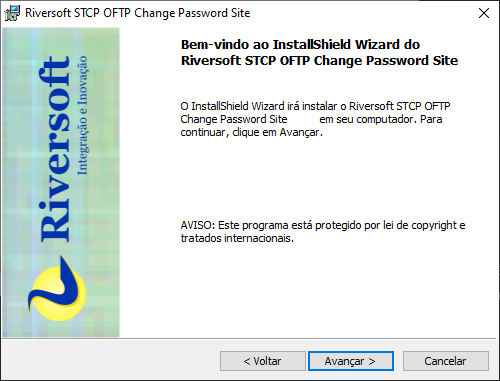 Riversoft STCP OFTP Change Password Site
Riversoft
Integração e Inovação
Bem-vindo ao InstallShield Wizard do
Riversoft STCP OFTP Change Password Site
O InstallShield Wizard irá instalar o Riversoft STCP OFTP
Change Password Site em seu computador. Para
continuar, clique em Avançar.
AVISO: Este programa está protegido por lei de copyright e
tratados internacionais.
< Voltar
Avançar >
Cancelar